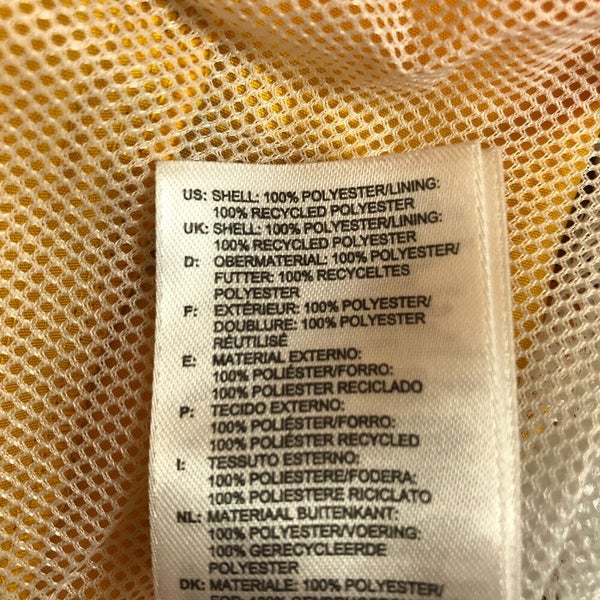 US: SHELL: 100% POLYESTER/LINING:
100% RECYCLED POLYESTER
UK: SHELL: 100% POLYESTER/LINING:
100% RECYCLED POLYESTER
D: OBERMATERIAL: 100% POLYESTER/
FUTTER: 100% RECYCELTES
POLYESTER
F: EXTÉRIEUR: 100% POLYESTER/
DOUBLURE: 100% POLYESTER
RÉUTILISÉ
E: MATERIAL EXTERNO:
100% POLIÉSTER/FORRO:
100% POLIESTER RECICLADO
P: TECIDO EXTERNO:
100% POLIÉSTER/FORRO:
100% POLIÉSTER RECYCLED
I: TESSUTO ESTERNO:
100% POLIESTERE/FODERA:
100% POLIESTERE RICICLATO
NL: MATERIAAL BUITENKANT:
100% POLYESTER/VOERING:
100% GERECYCLEERDE
POLYESTER
DK: MATERIALE: 100% POLYESTER/